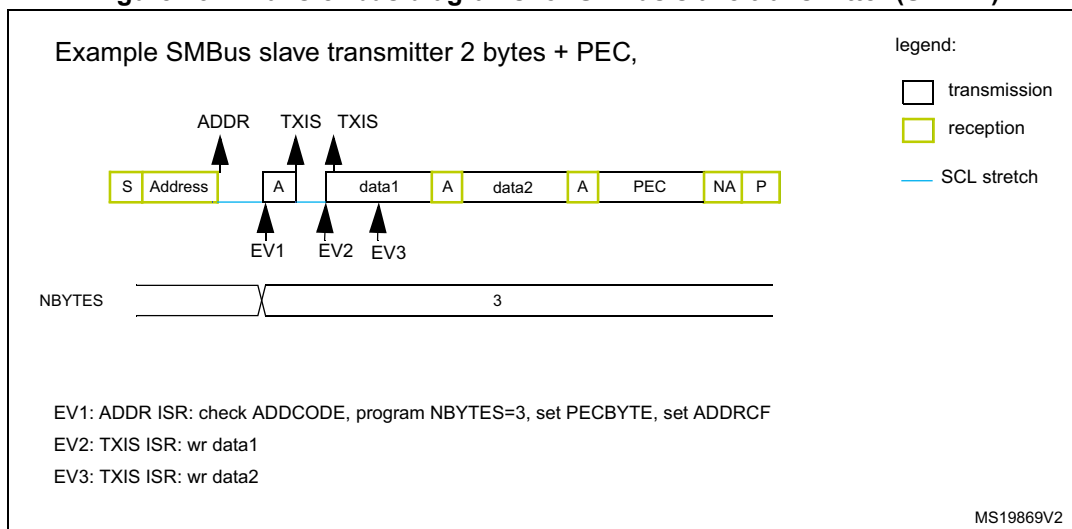 Example SMBus slave transmitter 2 bytes + PEC,
legend:
transmission
reception
SCL stretch
ADDR TXIS TXIS
S Address A data1 A data2 A PEC NA P
EV1 EV2 EV3
NBYTES 3
EV1: ADDR ISR: check ADDCODE, program NBYTES=3, set PECBYTE, set ADDRCF
EV2: TXIS ISR: wr data1
EV3: TXIS ISR: wr data2
MS19869V2